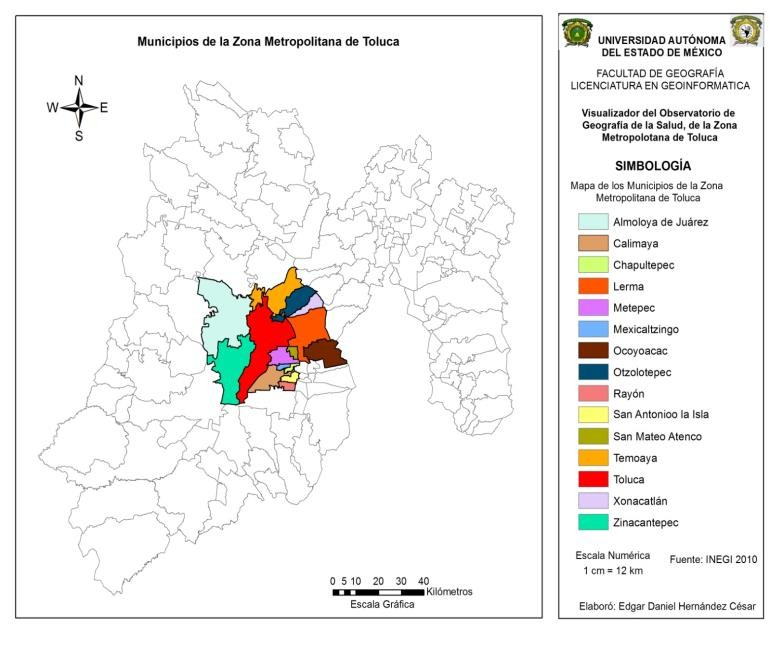 Municipios de la Zona Metropolitana de Toluca
N
W E
S
0 5 10 20 30 40
Kilómetros
Escala Gráfica
UNIVERSIDAD AUTÓNOMA
DEL ESTADO DE MÉXICO
FACULTAD DE GEOGRAFÍA
LICENCIATURA EN GEOINFORMATICA
Visualizador del Observatorio de
Geografía de la Salud, de la Zona
Metropolotana de Toluca
SIMBOLOGÍA
Mapa de los Municipios de la Zona
Metropolitana de Toluca
Almoloya de Juárez
Calimaya
Chapultepec
Lerma
Metepec
Mexicaltzingo
Ocoyoacac
Otzolotepec
Rayón
San Antonioo la Isla
San Mateo Atenco
Temoaya
Toluca
Xonacatlán
Zinacantepec
Escala Numérica
1 cm = 12 km
Fuente: INEGI 2010
Elaboró: Edgar Daniel Hernández César